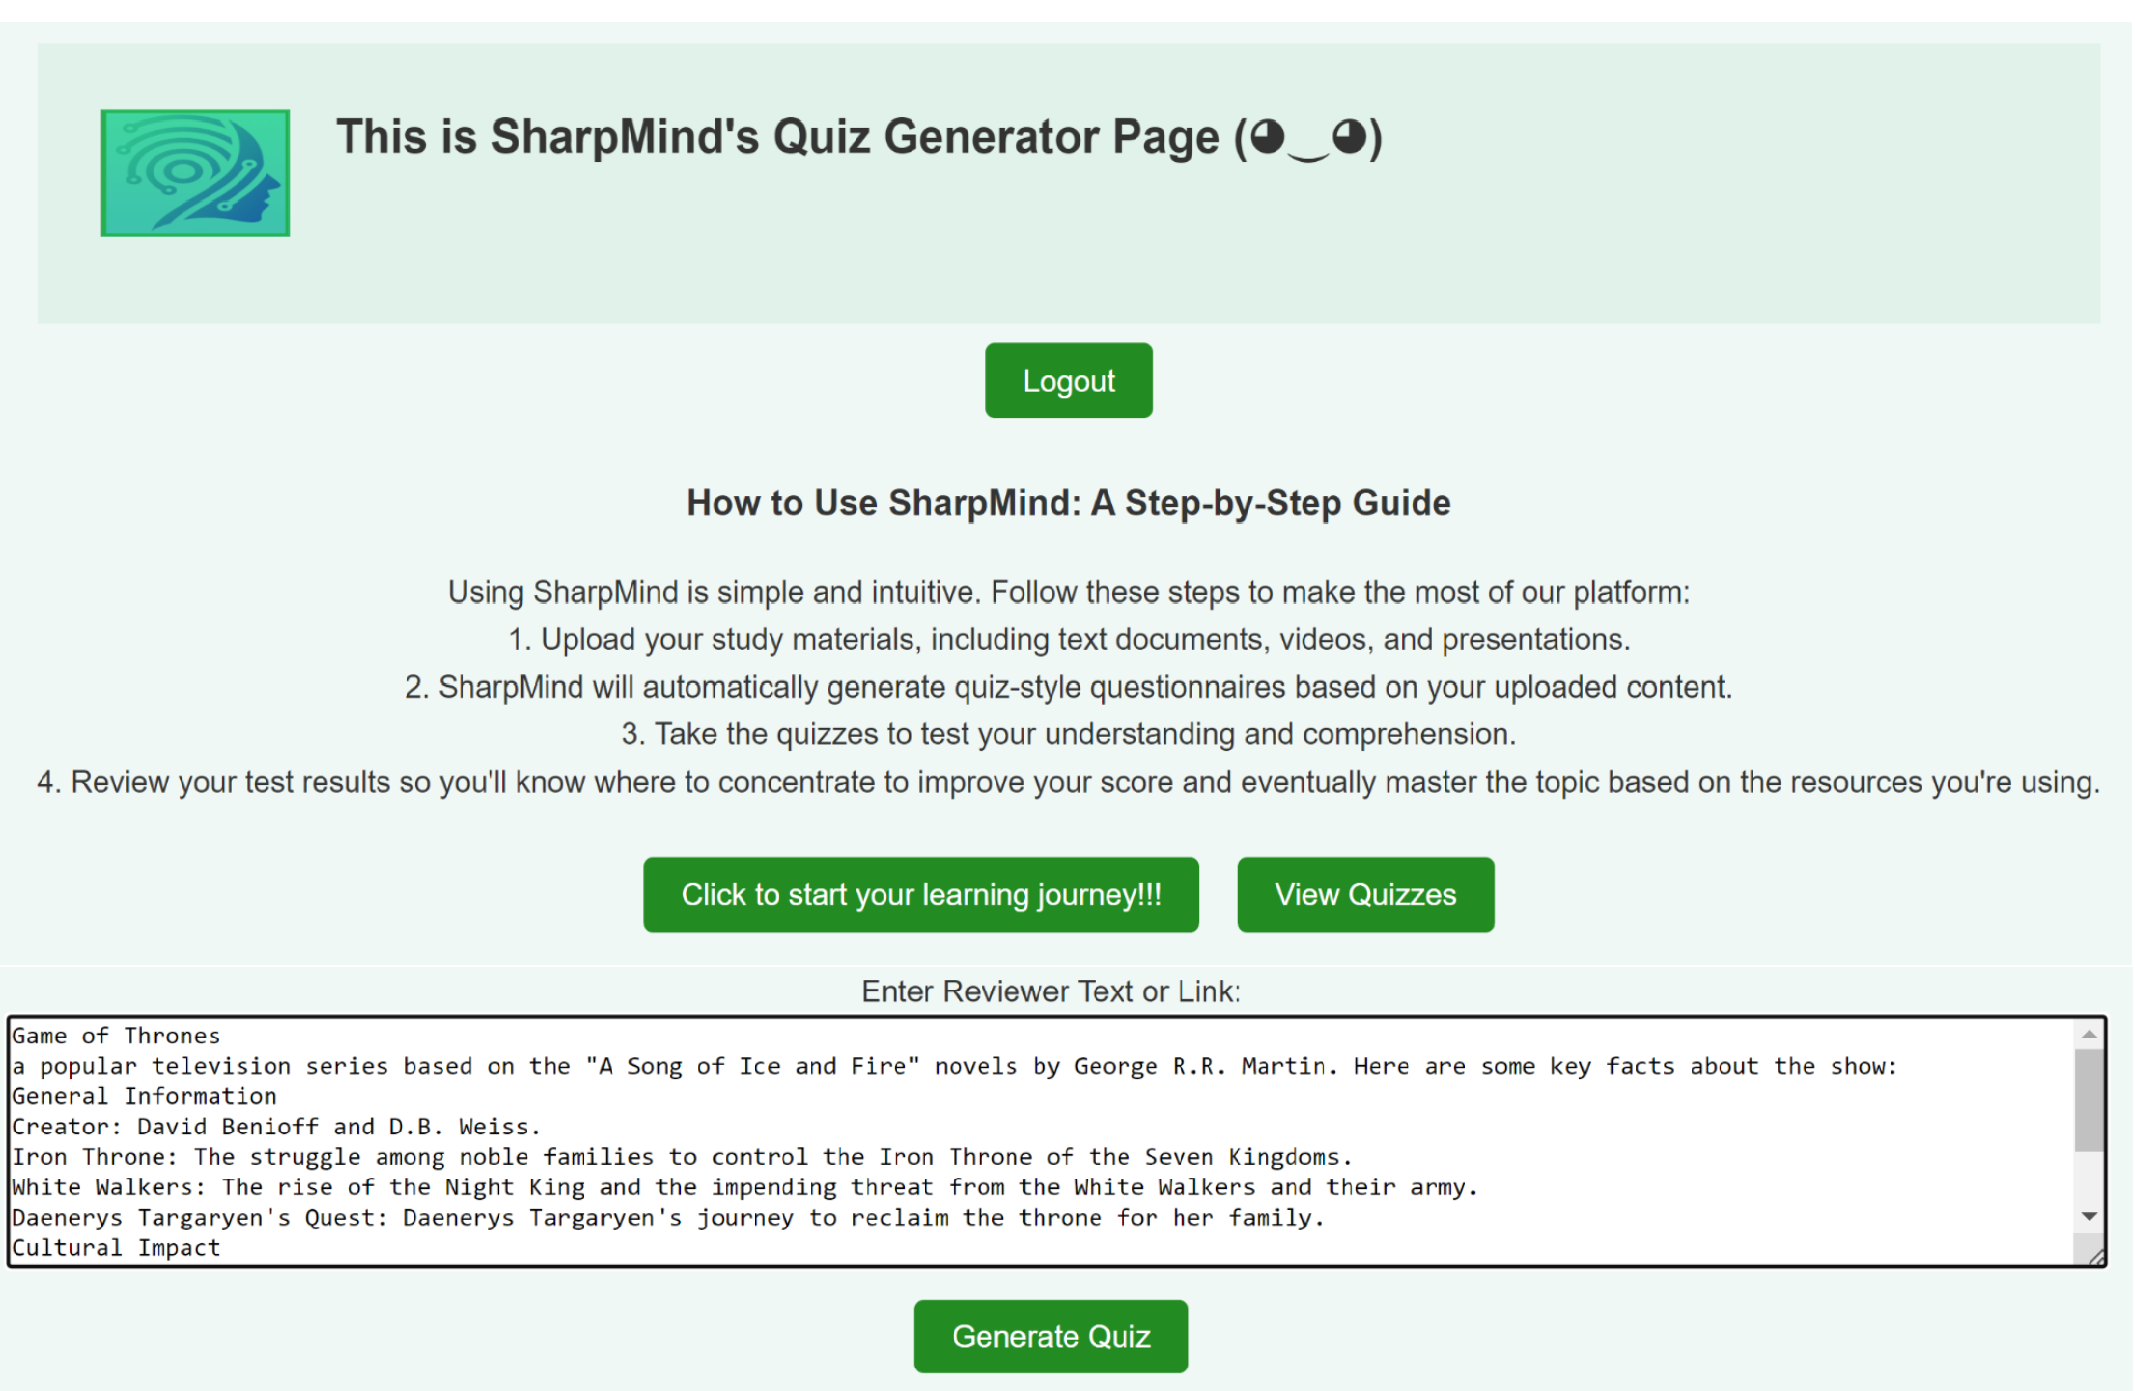 This is SharpMind's Quiz Generator Page (◕‿◕)
Logout
How to Use SharpMind: A Step-by-Step Guide
Using SharpMind is simple and intuitive. Follow these steps to make the most of our platform:
1. Upload your study materials, including text documents, videos, and presentations.
2. SharpMind will automatically generate quiz-style questionnaires based on your uploaded content.
3. Take the quizzes to test your understanding and comprehension.
4. Review your test results so you'll know where to concentrate to improve your score and eventually master the topic based on the resources you're using.
Click to start your learning journey!!!
View Quizzes
Enter Reviewer Text or Link:
Game of Thrones
a popular television series based on the "A Song of Ice and Fire" novels by George R.R. Martin. Here are some key facts about the show:
General Information
Creator: David Benioff and D.B. Weiss.
Iron Throne: The struggle among noble families to control the Iron Throne of the Seven Kingdoms.
White Walkers: The rise of the Night King and the impending threat from the White Walkers and their army.
Daenerys Targaryen's Quest: Daenerys Targaryen's journey to reclaim the throne for her family.
Cultural Impact
Generate Quiz